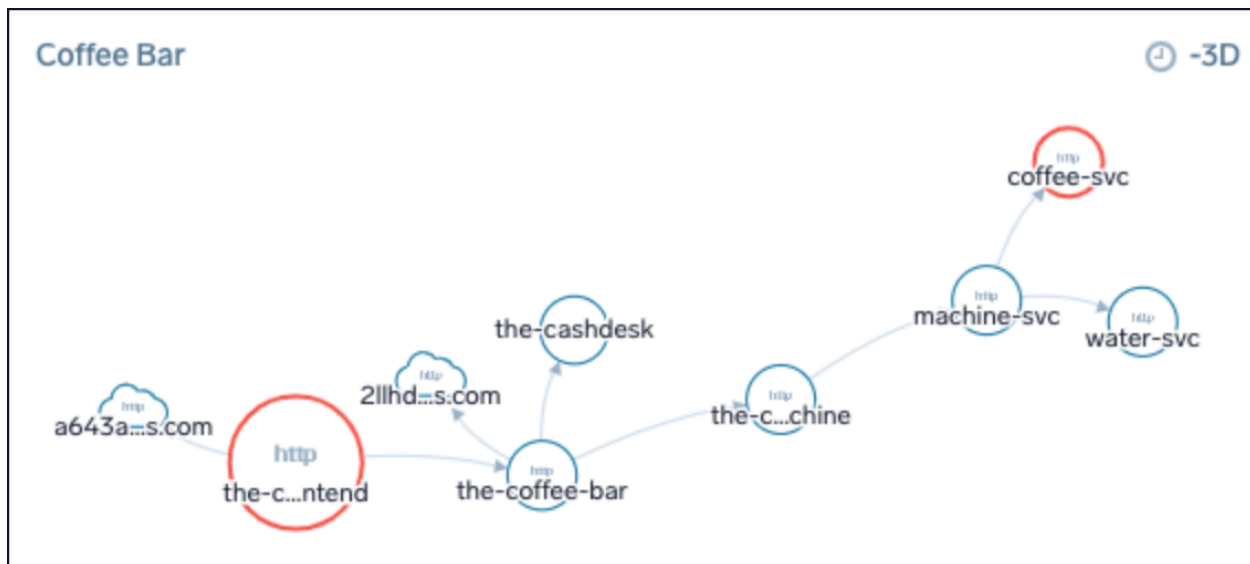 Coffee Bar
-3D
http
coffee-svc
http
machine-svc
http
water-svc
the-cashdesk
http
2llhd...s.com
http
the-c...chine
http
a643a...s.com
http
the-c...ntend
http
the-coffee-bar